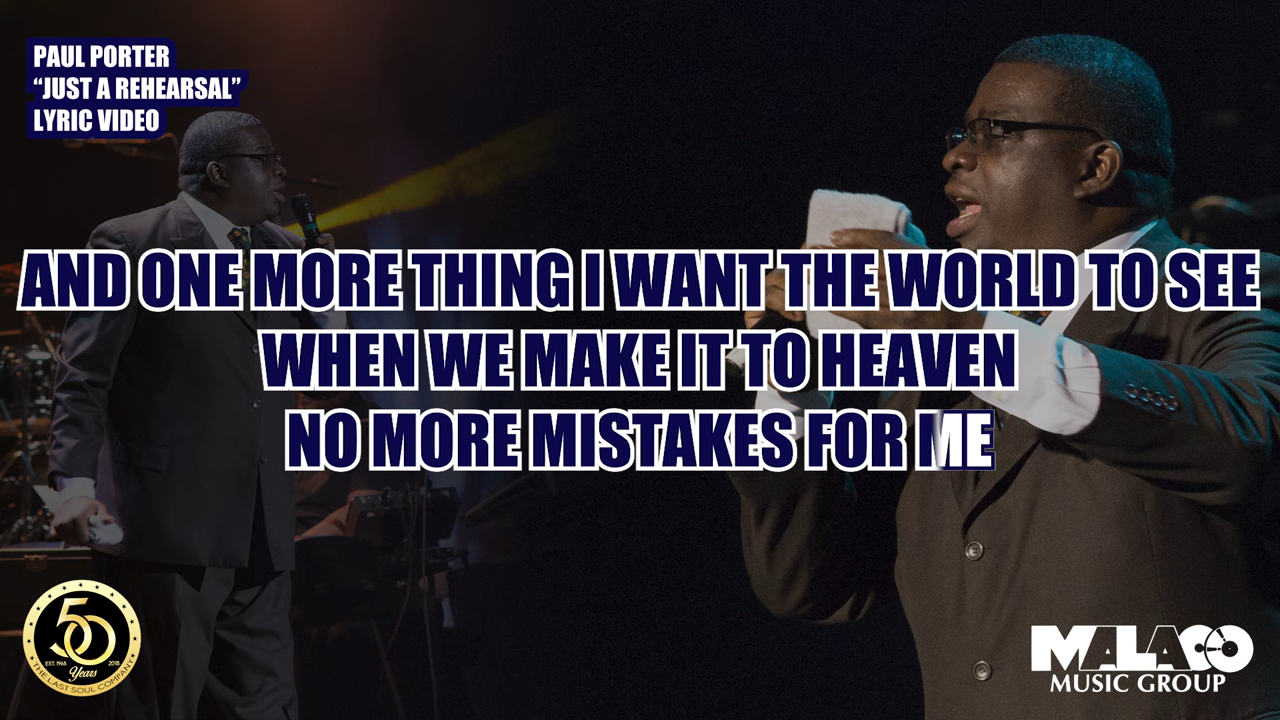 PAUL PORTER
“JUST A REHEARSAL”
LYRIC VIDEO
AND ONE MORE THING I WANT THE WORLD TO SEE
WHEN WE MAKE IT TO HEAVEN
NO MORE MISTAKES FOR ME
50
EST. 1968
2018
Years
THE LAST SOUL COMPANY
MALACO
MUSIC GROUP